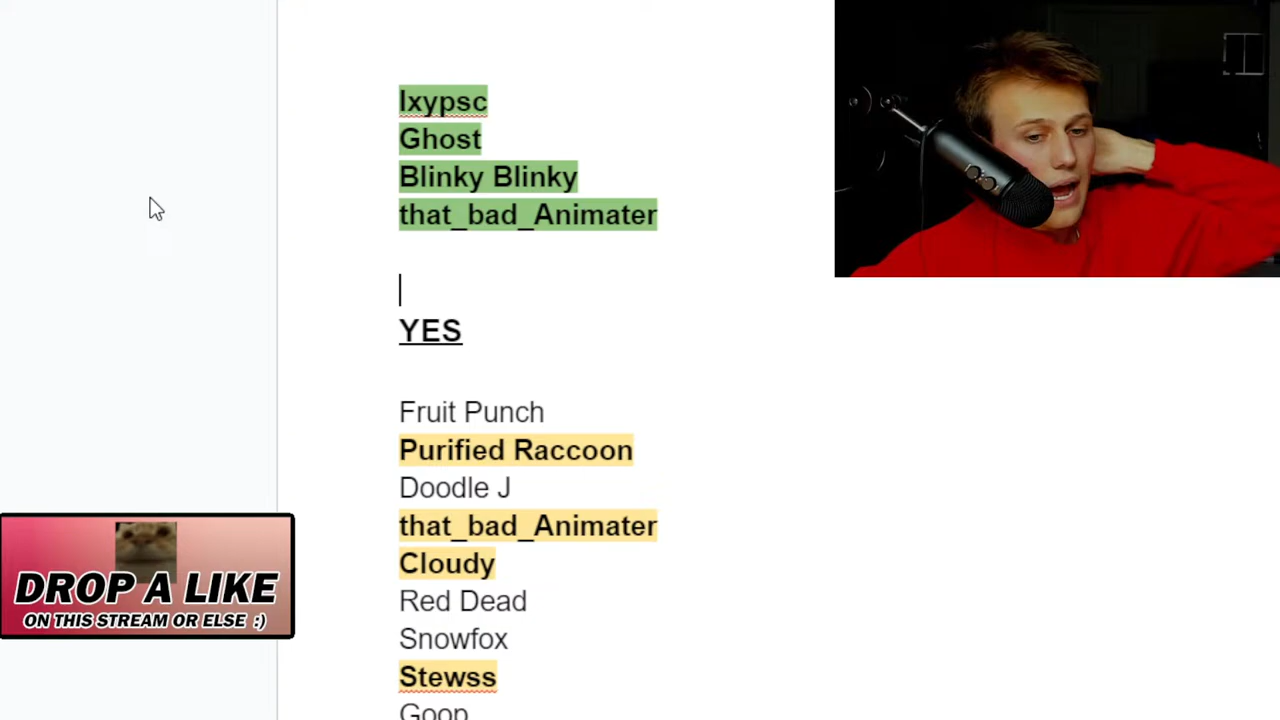 lxypsc
Ghost
Blinky Blinky
that_bad_Animater
YES
Fruit Punch
Purified Raccoon
Doodle J
that_bad_Animater
Cloudy
Red Dead
Snowfox
Stewss
Goop
DROP A LIKE
ON THIS STREAM OR ELSE :)